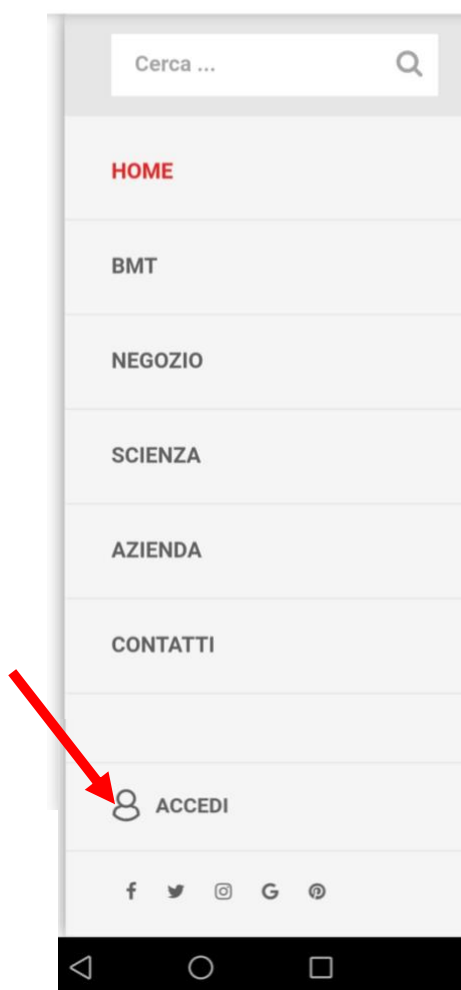 Cerca ...
HOME
BMT
NEGOZIO
SCIENZA
AZIENDA
CONTATTI
ACCEDI